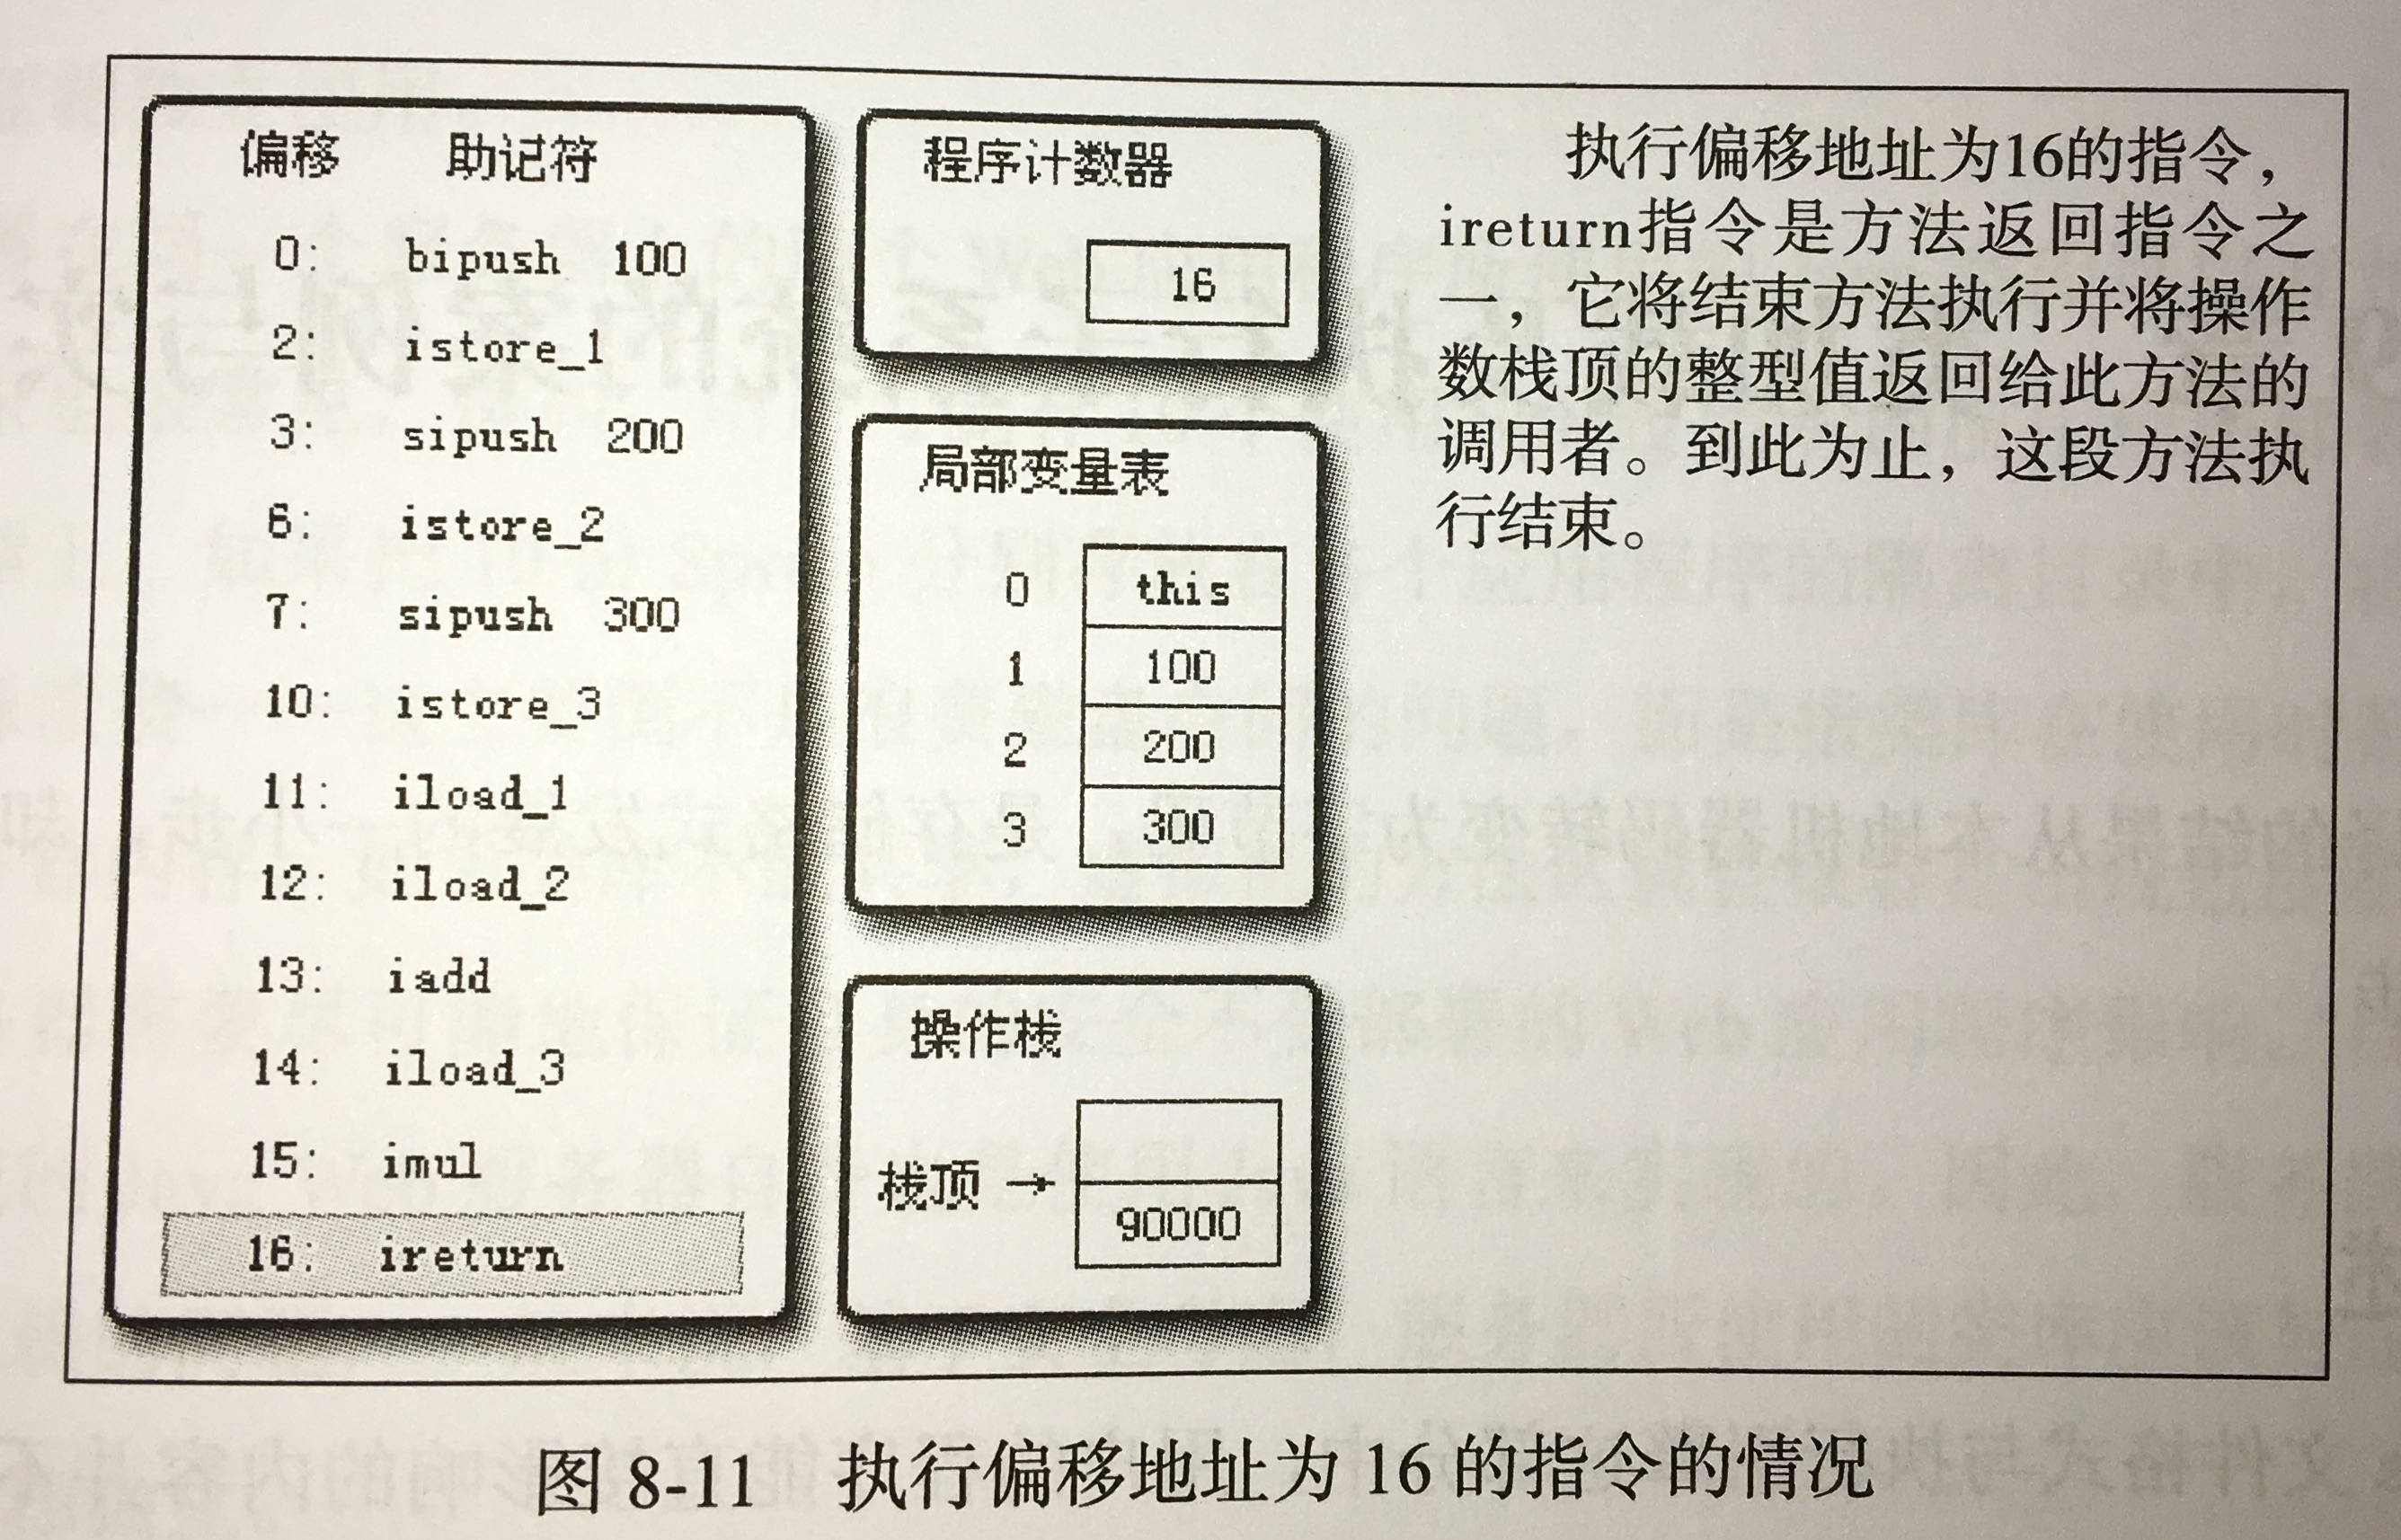 偏移 助记符
0: bipush 100
2: istore_1
3: sipush 200
6: istore_2
7: sipush 300
10: istore_3
11: iload_1
12: iload_2
13: iadd
14: iload_3
15: imul
16: ireturn
程序计数器
16
局部变量表
0 this
1 100
2 200
3 300
操作栈
栈顶 →
90000
执行偏移地址为16的指令，
ireturn指令是方法返回指令之
一，它将结束方法执行并将操作
数栈顶的整型值返回给此方法的
调用者。到此为止，这段方法执
行结束。
图 8-11 执行偏移地址为 16 的指令的情况